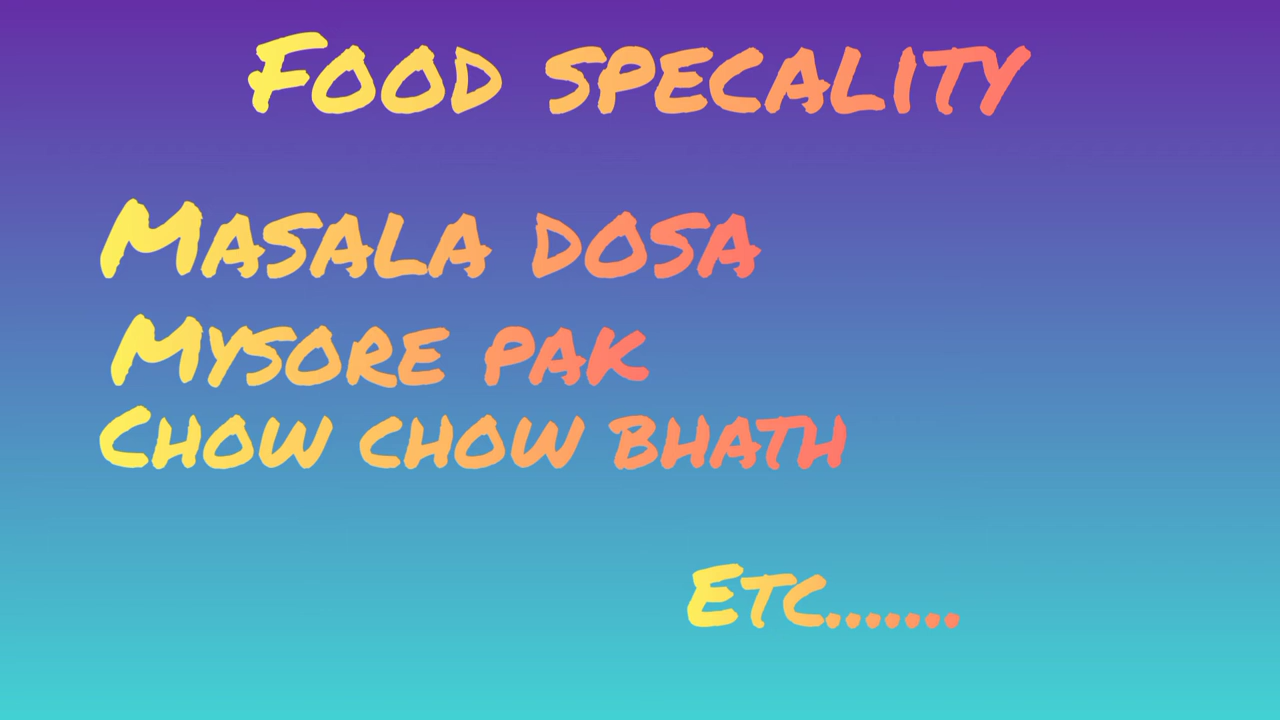 Food specality
Masala dosa
Mysore pak
Chow chow bhath
Etc.......